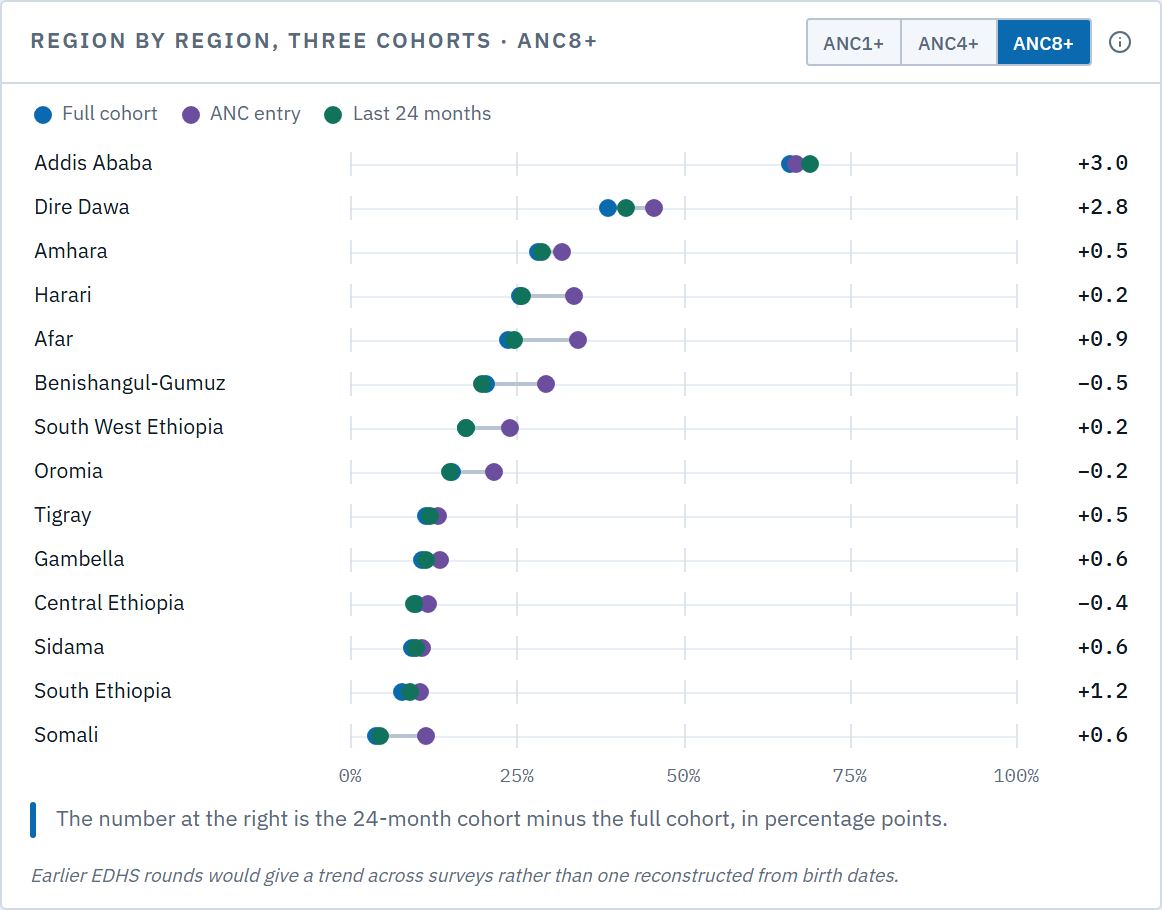 REGION BY REGION, THREE COHORTS · ANC8+
ANC1+ ANC4+ ANC8+
Full cohort ANC entry Last 24 months
Addis Ababa +3.0
Dire Dawa +2.8
Amhara +0.5
Harari +0.2
Afar +0.9
Benishangul-Gumuz −0.5
South West Ethiopia +0.2
Oromia −0.2
Tigray +0.5
Gambella +0.6
Central Ethiopia −0.4
Sidama +0.6
South Ethiopia +1.2
Somali +0.6
0% 25% 50% 75% 100%
The number at the right is the 24-month cohort minus the full cohort, in percentage points.
Earlier EDHS rounds would give a trend across surveys rather than one reconstructed from birth dates.